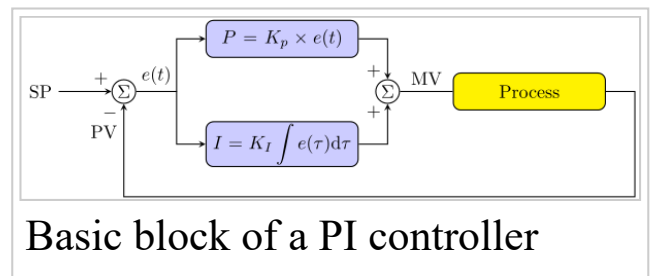 P = K_p × e(t)
SP
+
Σ
e(t)
−
PV
+
+
Σ
MV
Process
I = K_I ∫ e(τ)dτ
Basic block of a PI controller